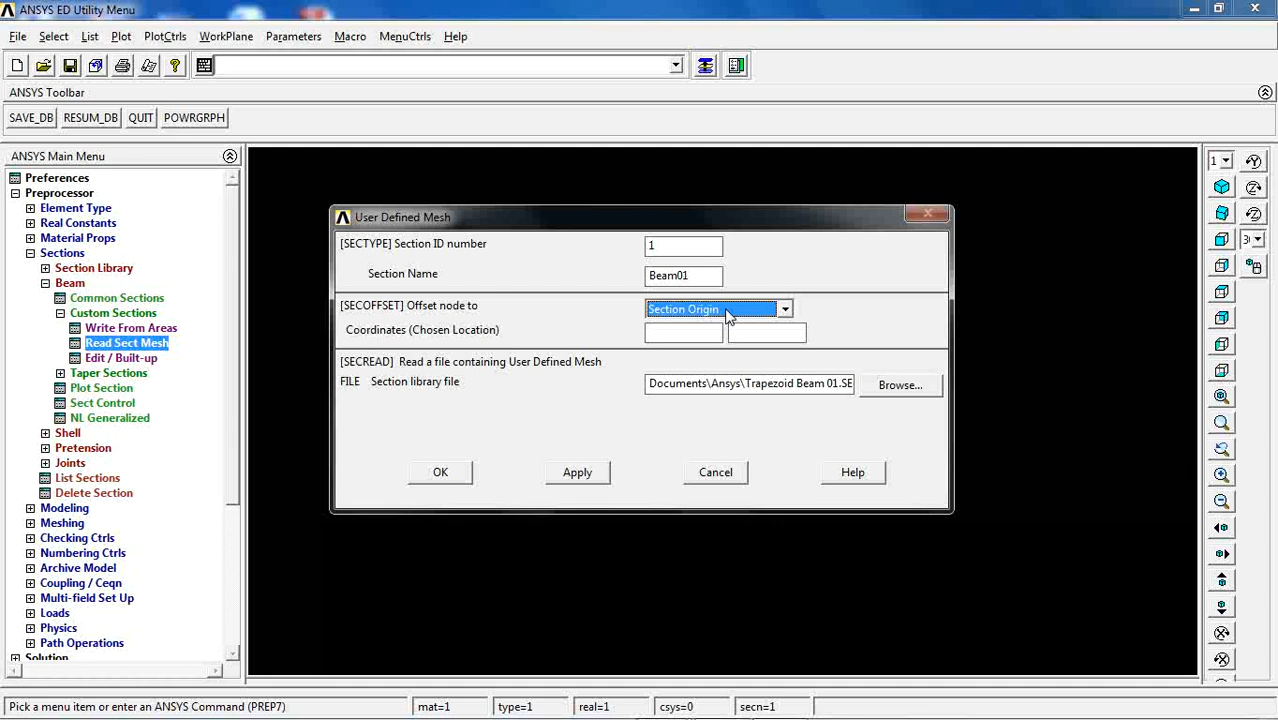 ANSYS ED Utility Menu
File Select List Plot PlotCtrls WorkPlane Parameters Macro MenuCtrls Help
ANSYS Toolbar
SAVE_DB RESUM_DB QUIT POWRGRPH
ANSYS Main Menu
Preferences
Preprocessor
Element Type
Real Constants
Material Props
Sections
Section Library
Beam
Common Sections
Custom Sections
Write From Areas
Read Sect Mesh
Edit / Built-up
Taper Sections
Plot Section
Sect Control
NL Generalized
Shell
Pretension
Joints
List Sections
Delete Section
Modeling
Meshing
Checking Ctrls
Numbering Ctrls
Archive Model
Coupling / Ceqn
Multi-field Set Up
Loads
Physics
Path Operations
Solution
User Defined Mesh
[SECTYPE] Section ID number 1
Section Name Beam01
[SECOFFSET] Offset node to Section Origin
Coordinates (Chosen Location)
[SECREAD] Read a file containing User Defined Mesh
FILE Section library file Documents\Ansys\Trapezoid Beam 01.SE Browse...
OK Apply Cancel Help
1
3
Pick a menu item or enter an ANSYS Command (PREP7) mat=1 type=1 real=1 csys=0 secn=1